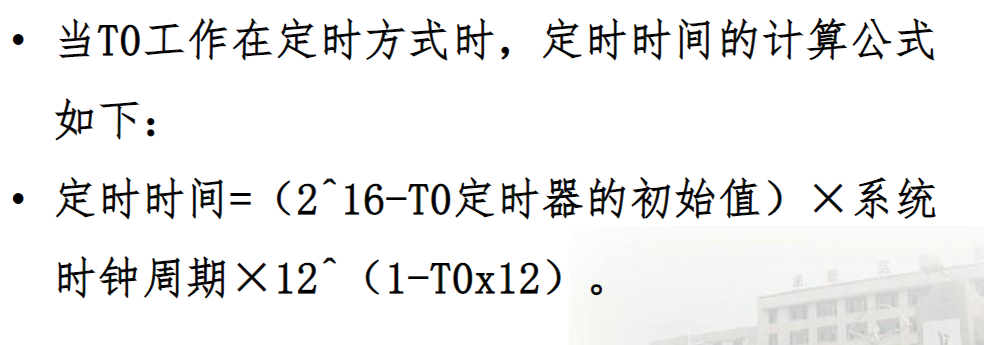 • 当T0工作在定时方式时，定时时间的计算公式
如下：
• 定时时间=（2^16-T0定时器的初始值）×系统
时钟周期×12^（1-T0x12）。